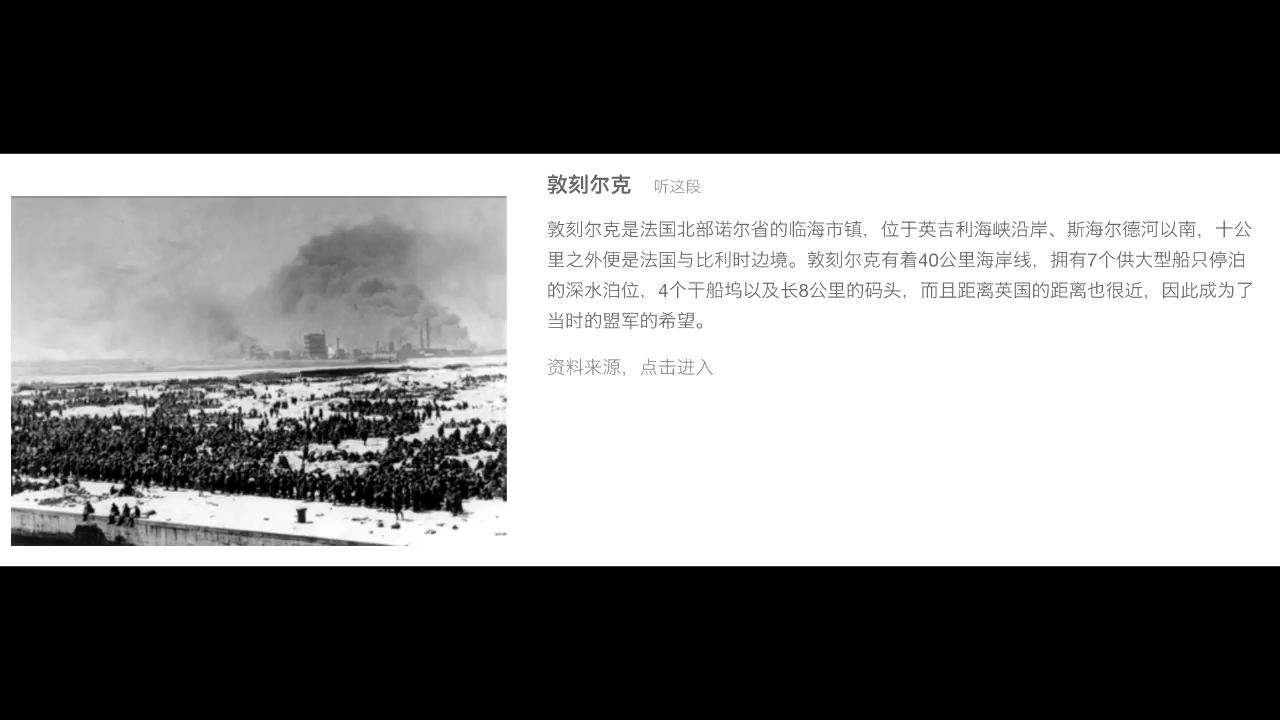 敦刻尔克 听这段
敦刻尔克是法国北部诺尔省的临海市镇，位于英吉利海峡沿岸、斯海尔德河以南，十公
里之外便是法国与比利时边境。敦刻尔克有着40公里海岸线，拥有7个供大型船只停泊
的深水泊位，4个干船坞以及长8公里的码头，而且距离英国的距离也很近，因此成为了
当时的盟军的希望。
资料来源，点击进入